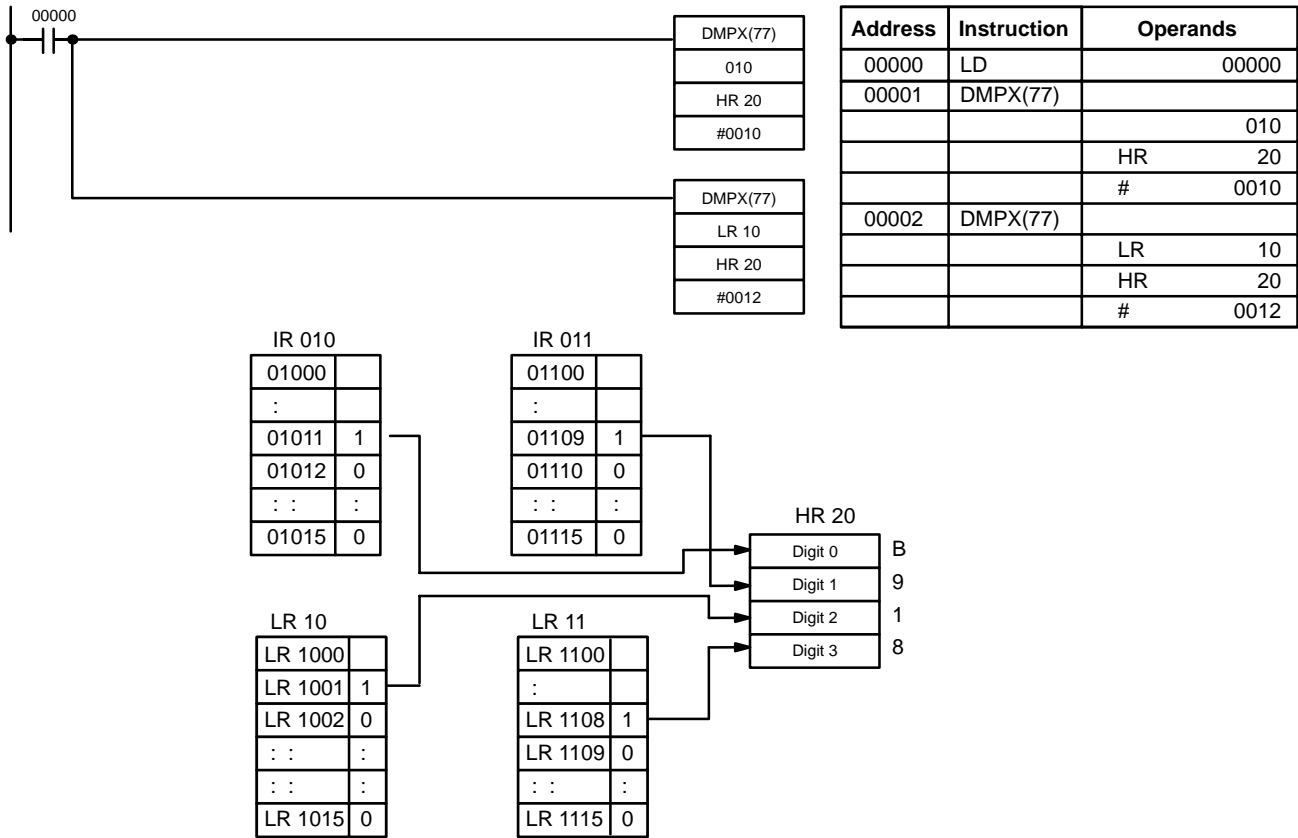 00000
DMPX(77)
010
HR 20
#0010
DMPX(77)
LR 10
HR 20
#0012
Address Instruction Operands
00000 LD 00000
00001 DMPX(77)
010
HR 20
# 0010
00002 DMPX(77)
LR 10
HR 20
# 0012
IR 010
01000
:
01011 1
01012 0
: : :
01015 0
IR 011
01100
:
01109 1
01110 0
: : :
01115 0
HR 20
Digit 0 B
Digit 1 9
Digit 2 1
Digit 3 8
LR 10
LR 1000
LR 1001 1
LR 1002 0
: : :
: : :
LR 1015 0
LR 11
LR 1100
:
LR 1108 1
LR 1109 0
: : :
LR 1115 0